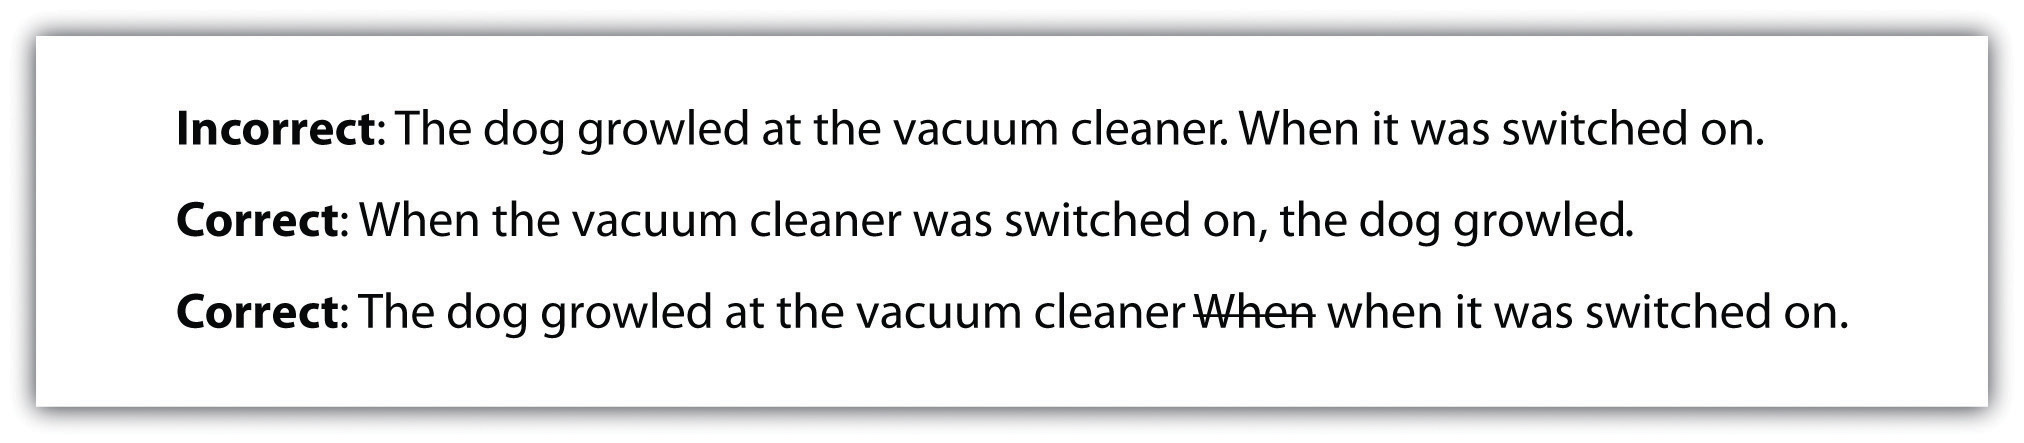 Incorrect: The dog growled at the vacuum cleaner. When it was switched on.
Correct: When the vacuum cleaner was switched on, the dog growled.
Correct: The dog growled at the vacuum cleaner When when it was switched on.